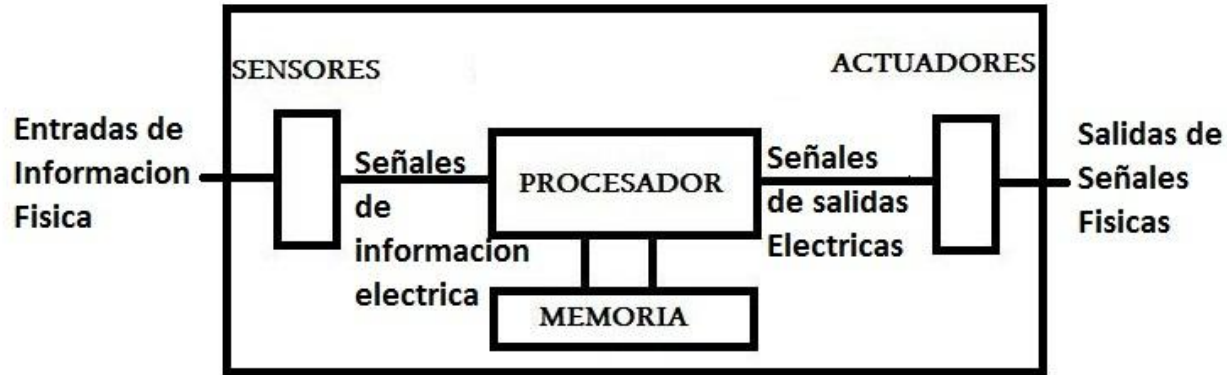 SENSORES
ACTUADORES
Entradas de
Informacion
Fisica
Señales
de
informacion
electrica
PROCESADOR
MEMORIA
Señales
de salidas
Electricas
Salidas de
Señales
Fisicas